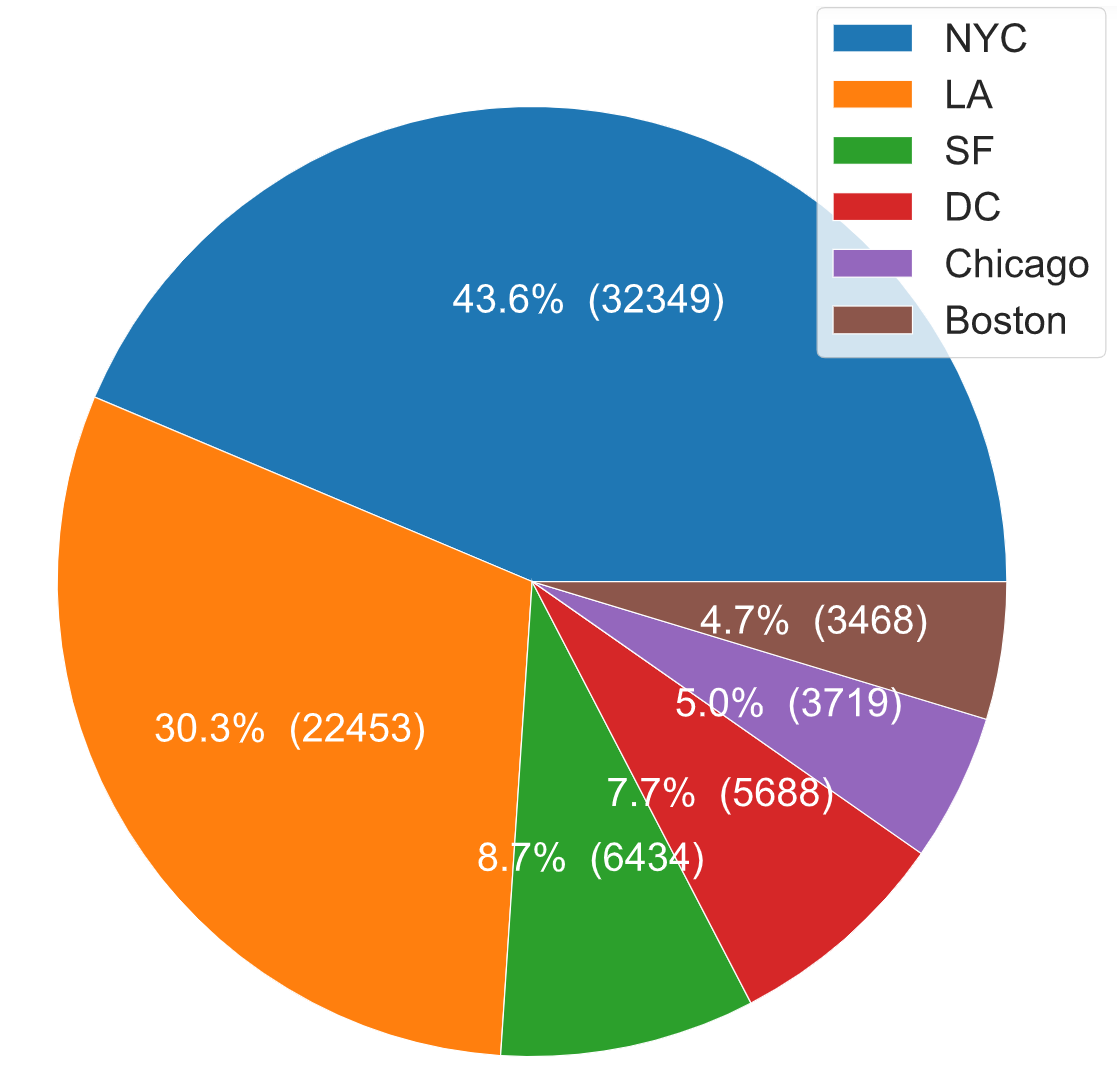 NYC
LA
SF
DC
Chicago
Boston
43.6%  (32349)
4.7%  (3468)
5.0%  (3719)
30.3%  (22453)
7.7%  (5688)
8.7%  (6434)